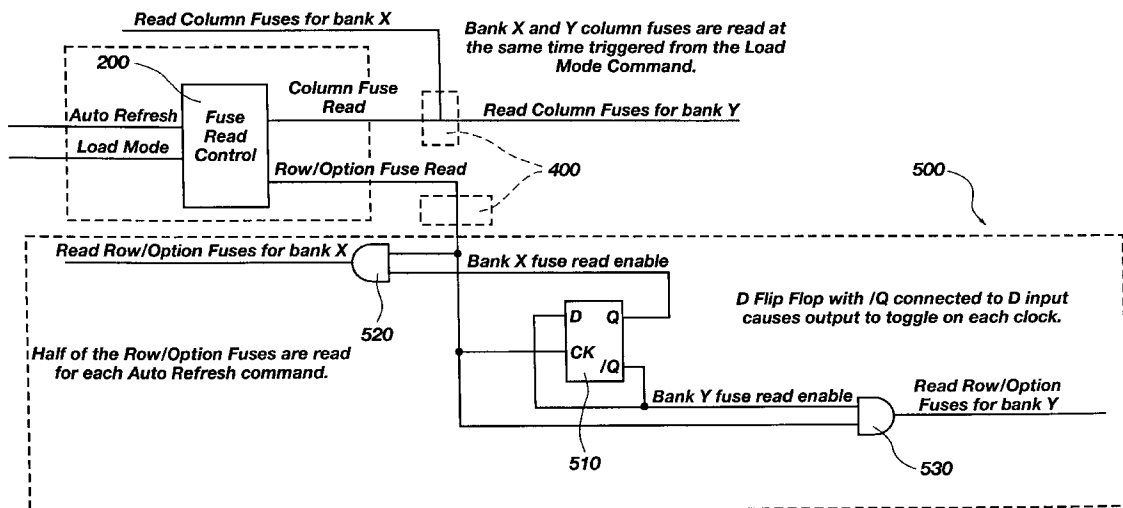 Read Column Fuses for bank X
Bank X and Y column fuses are read
at the same time triggered from the Load
Mode Command.
200
Column Fuse
Read
Auto Refresh
Load Mode
Fuse
Read
Control
Read Column Fuses for bank Y
Row/Option Fuse Read
400
500
Read Row/Option Fuses for bank X
Bank X fuse read enable
520
D Flip Flop with /Q connected to D input
causes output to toggle on each clock.
D Q
CK
/Q
Half of the Row/Option Fuses are read
for each Auto Refresh command.
Bank Y fuse read enable
Read Row/Option
Fuses for bank Y
510
530